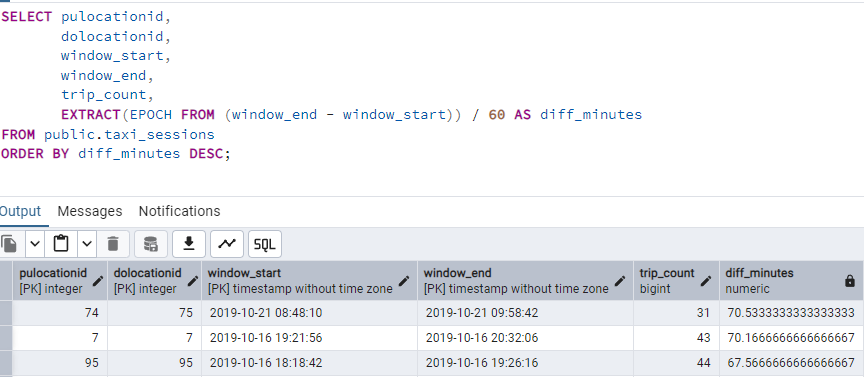 SELECT pulocationid,
dolocationid,
window_start,
window_end,
trip_count,
EXTRACT(EPOCH FROM (window_end - window_start)) / 60 AS diff_minutes
FROM public.taxi_sessions
ORDER BY diff_minutes DESC;
Output Messages Notifications
SQL
pulocationid dolocationid window_start window_end trip_count diff_minutes
[PK] integer [PK] integer [PK] timestamp without time zone [PK] timestamp without time zone bigint numeric
74 75 2019-10-21 08:48:10 2019-10-21 09:58:42 31 70.5333333333333333
7 7 2019-10-16 19:21:56 2019-10-16 20:32:06 43 70.1666666666666667
95 95 2019-10-16 18:18:42 2019-10-16 19:26:16 44 67.5666666666666667